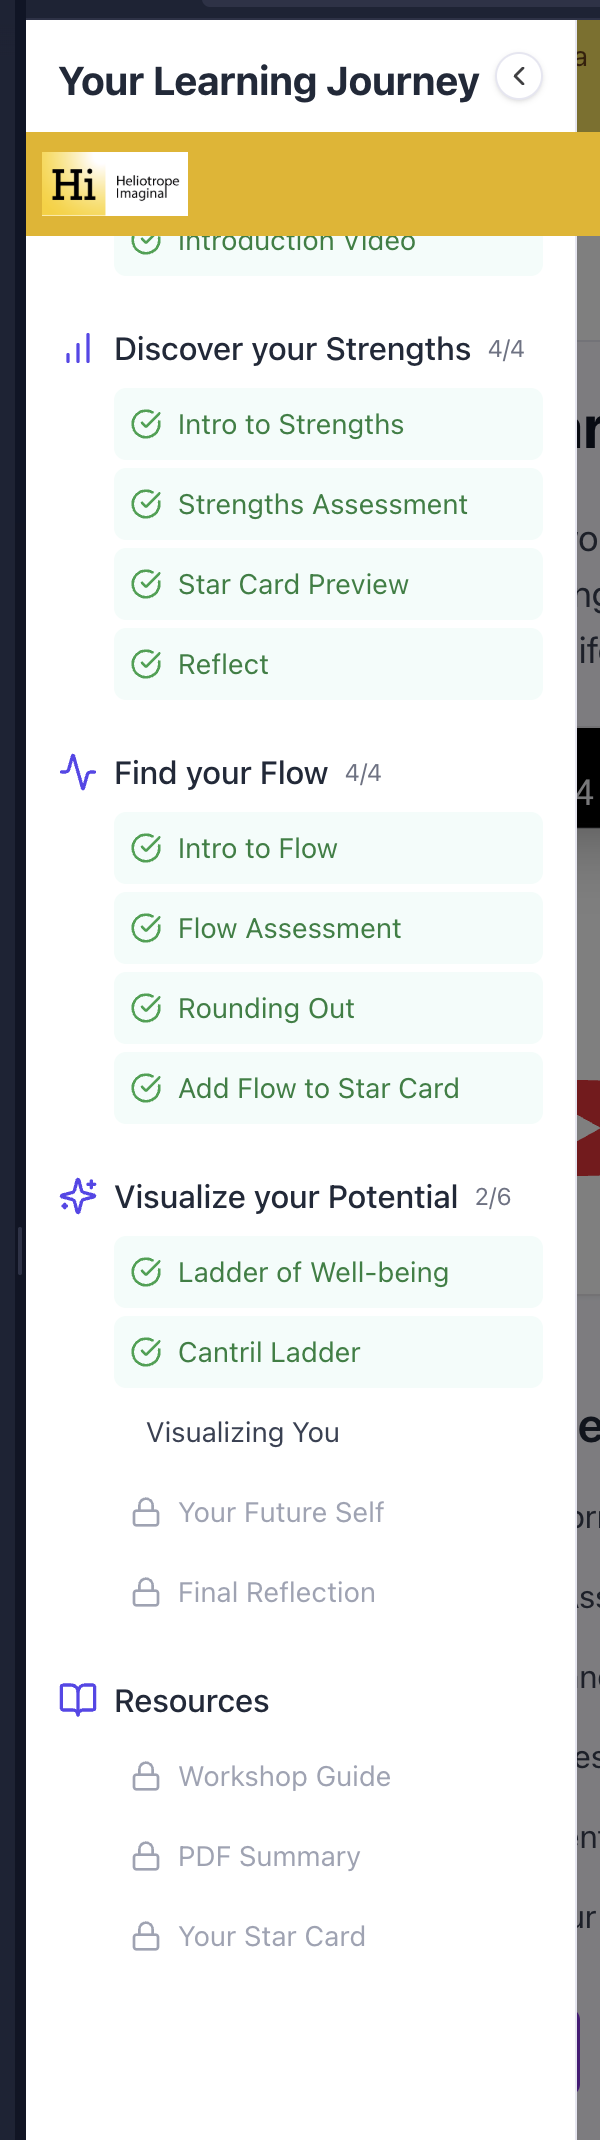 Your Learning Journey
Hi
Heliotrope
Imaginal
Introduction Video
Discover your Strengths 4/4
Intro to Strengths
Strengths Assessment
Star Card Preview
Reflect
Find your Flow 4/4
Intro to Flow
Flow Assessment
Rounding Out
Add Flow to Star Card
Visualize your Potential 2/6
Ladder of Well-being
Cantril Ladder
Visualizing You
Your Future Self
Final Reflection
Resources
Workshop Guide
PDF Summary
Your Star Card